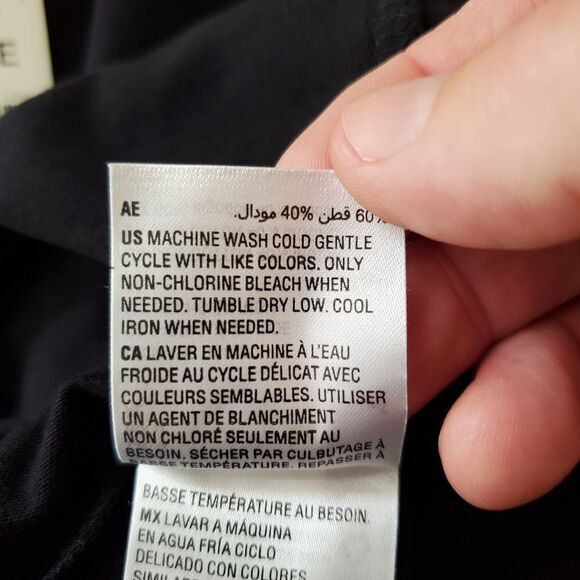 E
AE 60% قطن 40% مودال.
US MACHINE WASH COLD GENTLE
CYCLE WITH LIKE COLORS. ONLY
NON-CHLORINE BLEACH WHEN
NEEDED. TUMBLE DRY LOW. COOL
IRON WHEN NEEDED.
CA LAVER EN MACHINE À L'EAU
FROIDE AU CYCLE DÉLICAT AVEC
COULEURS SEMBLABLES. UTILISER
UN AGENT DE BLANCHIMENT
NON CHLORÉ SEULEMENT AU
BESOIN. SÉCHER PAR CULBUTAGE À
BASSE TEMPÉRATURE. REPASSER À
BASSE TEMPÉRATURE AU BESOIN.
MX LAVAR A MÁQUINA
EN AGUA FRÍA CICLO
DELICADO CON COLORES